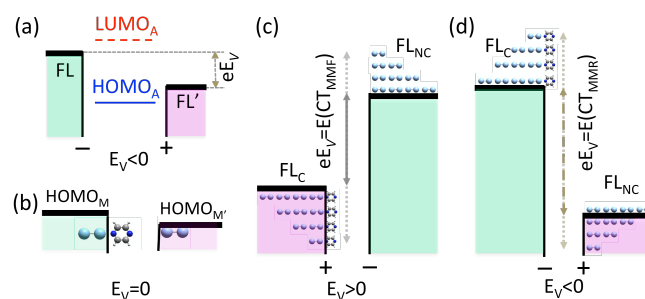 (a)
LUMO_A
FL
eE_V
HOMO_A
FL′
− +
E_V<0
(b)
HOMO_M
HOMO_M′
E_V=0
(c)
FL_NC
eE_V=E(CT_MMF)
FL_C
+ −
E_V>0
(d)
FL_C
eE_V=E(CT_MMR)
FL_NC
− +
E_V<0